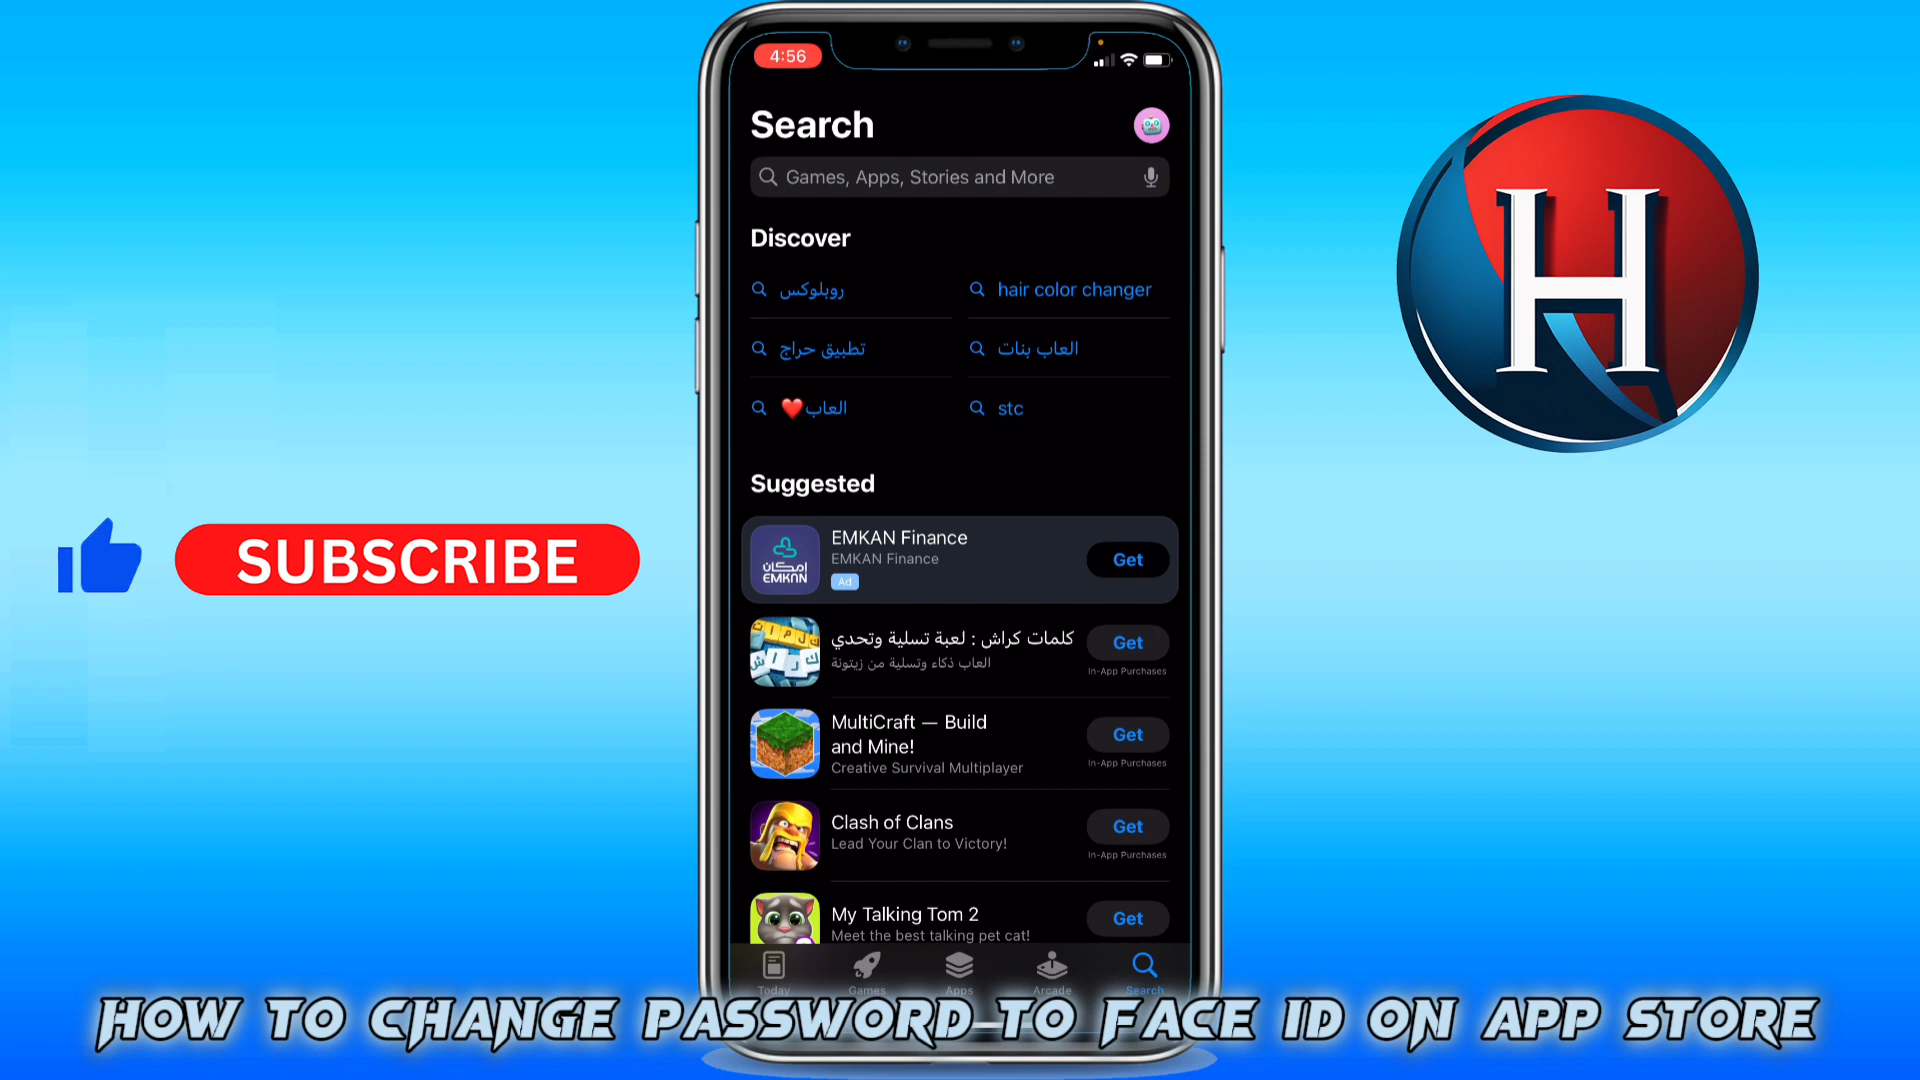 4:56
Search
Games, Apps, Stories and More
Discover
روبلوكس
hair color changer
تطبيق حراج
العاب بنات
العاب❤️
stc
Suggested
إمكان
EMKAN
EMKAN Finance
EMKAN Finance
Ad
Get
كلمات كراش : لعبة تسلية وتحدي
العاب ذكاء وتسلية من زيتونة
Get
In-App Purchases
MultiCraft — Build
and Mine!
Creative Survival Multiplayer
Get
In-App Purchases
Clash of Clans
Lead Your Clan to Victory!
Get
In-App Purchases
My Talking Tom 2
Meet the best talking pet cat!
Get
Today
Games
Apps
Arcade
Search
SUBSCRIBE
H
HOW TO CHANGE PASSWORD TO FACE ID ON APP STORE